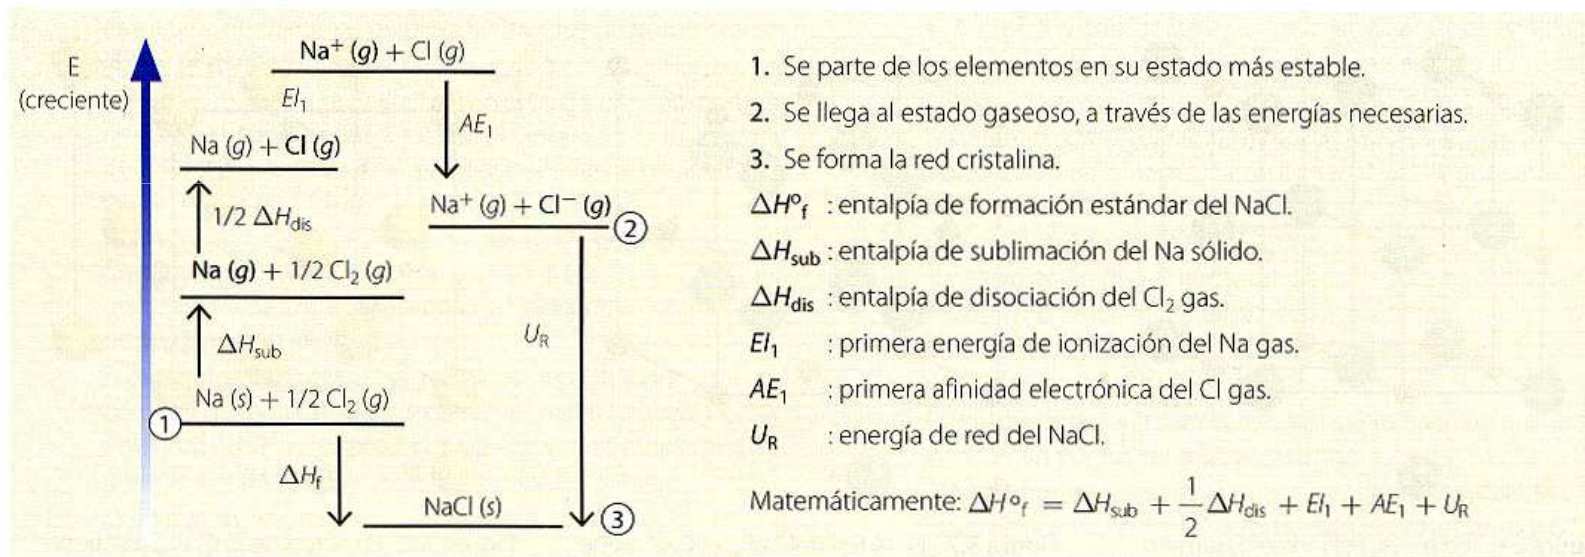 E
(creciente)
Na⁺ (g) + Cl (g)
EI₁
AE₁
Na (g) + Cl (g)
1/2 ΔH_dis
Na⁺ (g) + Cl⁻ (g)
2
Na (g) + 1/2 Cl₂ (g)
ΔH_sub
U_R
Na (s) + 1/2 Cl₂ (g)
1
ΔH_f
NaCl (s)
3
1. Se parte de los elementos en su estado más estable.
2. Se llega al estado gaseoso, a través de las energías necesarias.
3. Se forma la red cristalina.
ΔH°_f : entalpía de formación estándar del NaCl.
ΔH_sub : entalpía de sublimación del Na sólido.
ΔH_dis : entalpía de disociación del Cl₂ gas.
EI₁ : primera energía de ionización del Na gas.
AE₁ : primera afinidad electrónica del Cl gas.
U_R : energía de red del NaCl.
Matemáticamente: ΔH°_f = ΔH_sub + 1/2 ΔH_dis + EI₁ + AE₁ + U_R